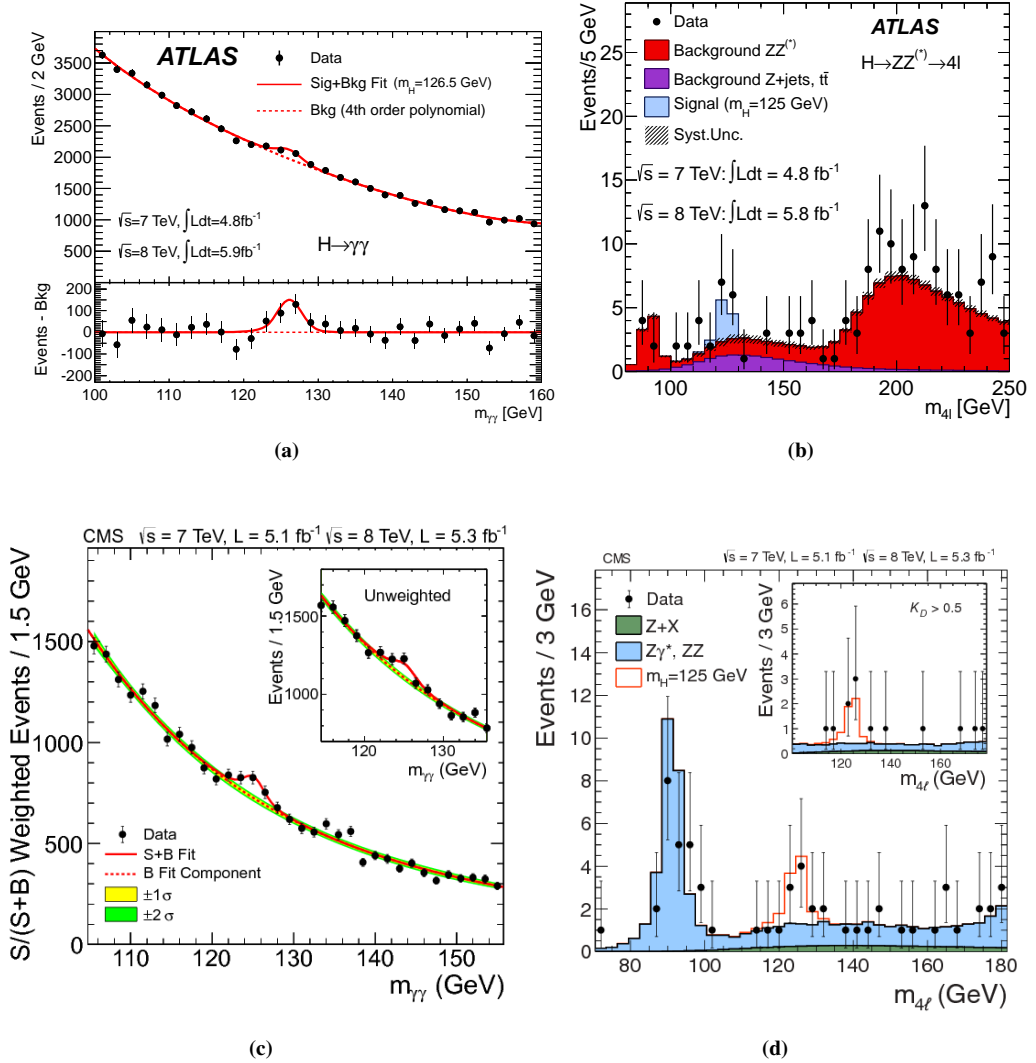 ATLAS
Data
Sig+Bkg Fit (m_H=126.5 GeV)
Bkg (4th order polynomial)
Events / 2 GeV
3500
3000
2500
2000
1500
1000
500
√s=7 TeV, ∫Ldt=4.8fb⁻¹
√s=8 TeV, ∫Ldt=5.9fb⁻¹
H→γγ
Events - Bkg
200
100
0
-100
-200
100 110 120 130 140 150 160
m_γγ [GeV]
(a)
Events/5 GeV
25
20
15
10
5
0
Data
Background ZZ(*)
Background Z+jets, tt̄
Signal (m_H=125 GeV)
Syst.Unc.
ATLAS
H→ZZ(*)→4l
√s = 7 TeV: ∫Ldt = 4.8 fb⁻¹
√s = 8 TeV: ∫Ldt = 5.8 fb⁻¹
100 150 200 250
m_4l [GeV]
(b)
CMS √s = 7 TeV, L = 5.1 fb⁻¹ √s = 8 TeV, L = 5.3 fb⁻¹
S/(S+B) Weighted Events / 1.5 GeV
1500
1000
500
0
Unweighted
Events / 1.5 GeV
1500
1000
120 130
m_γγ (GeV)
Data
S+B Fit
B Fit Component
±1σ
±2 σ
110 120 130 140 150
m_γγ (GeV)
(c)
CMS √s = 7 TeV, L = 5.1 fb⁻¹ √s = 8 TeV, L = 5.3 fb⁻¹
Events / 3 GeV
16
14
12
10
8
6
4
2
0
Data
Z+X
Zγ*, ZZ
m_H=125 GeV
K_D > 0.5
Events / 3 GeV
6
5
4
3
2
1
0
120 140 160
m_4ℓ (GeV)
80 100 120 140 160 180
m_4ℓ (GeV)
(d)